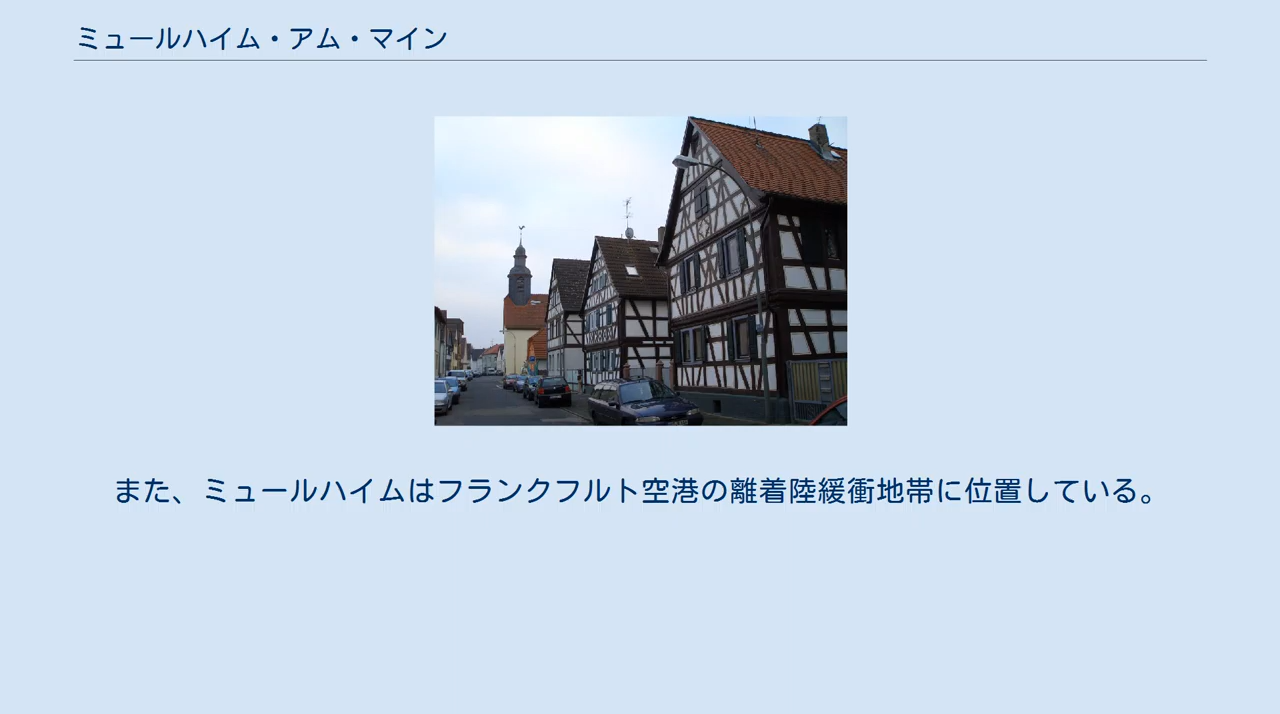 ミュールハイム・アム・マイン
また、ミュールハイムはフランクフルト空港の離着陸緩衝地帯に位置している。